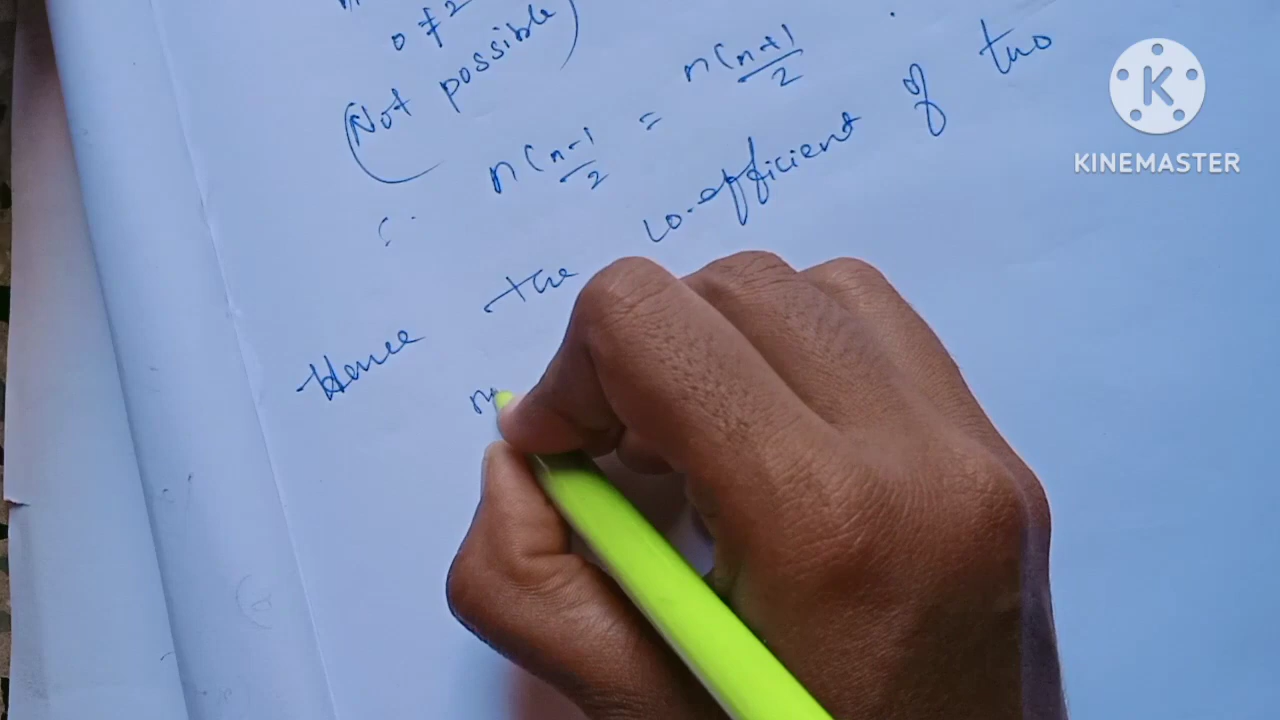 0 ≠ 2
(Not possible)
∴ n(n-1/2 = n(n+1/2
Hence the co-efficient of two
KINEMASTER